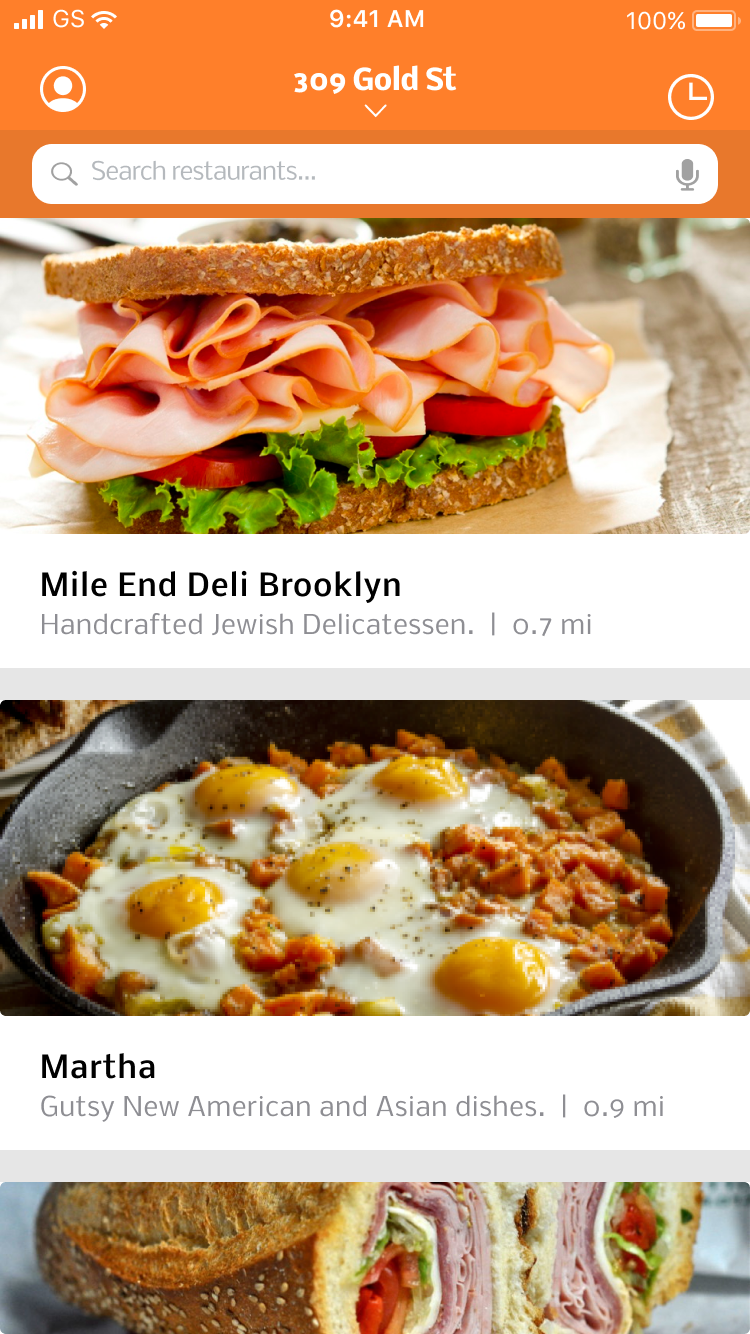 GS 9:41 AM 100%
309 Gold St
Search restaurants...
Mile End Deli Brooklyn
Handcrafted Jewish Delicatessen. | 0.7 mi
Martha
Gutsy New American and Asian dishes. | 0.9 mi